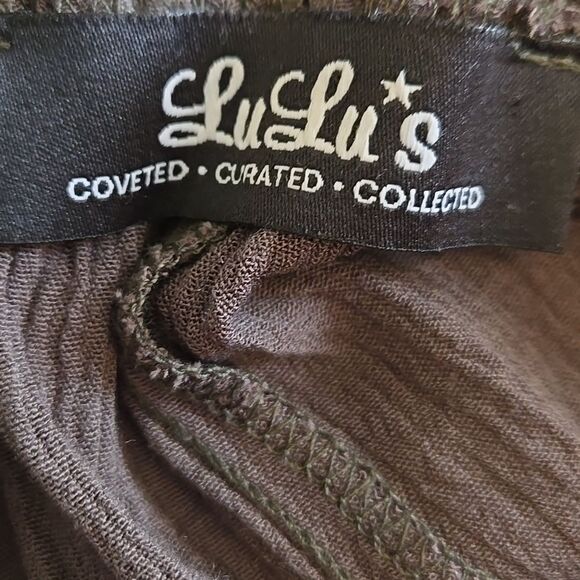 LuLu*s
COVETED • CURATED • COLLECTED